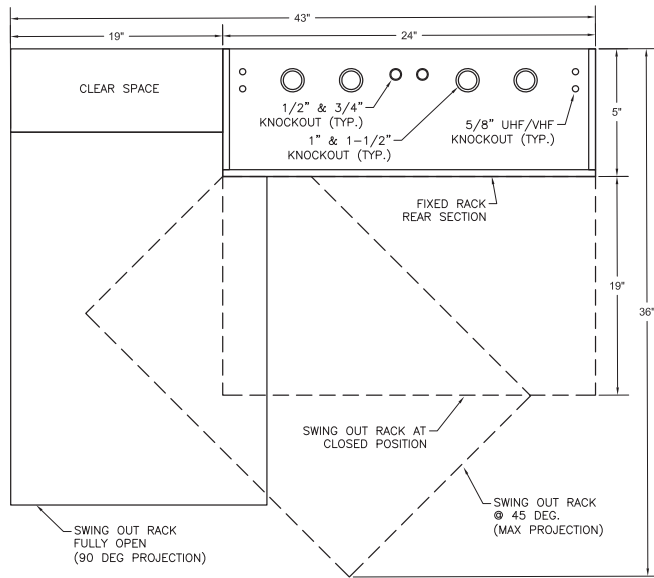 43"
19"
24"
CLEAR SPACE
1/2" & 3/4"
KNOCKOUT (TYP.)
1" & 1-1/2"
KNOCKOUT (TYP.)
5/8" UHF/VHF
KNOCKOUT (TYP.)
5"
FIXED RACK
REAR SECTION
19"
36"
SWING OUT RACK AT
CLOSED POSITION
SWING OUT RACK
@ 45 DEG.
(MAX PROJECTION)
SWING OUT RACK
FULLY OPEN
(90 DEG PROJECTION)